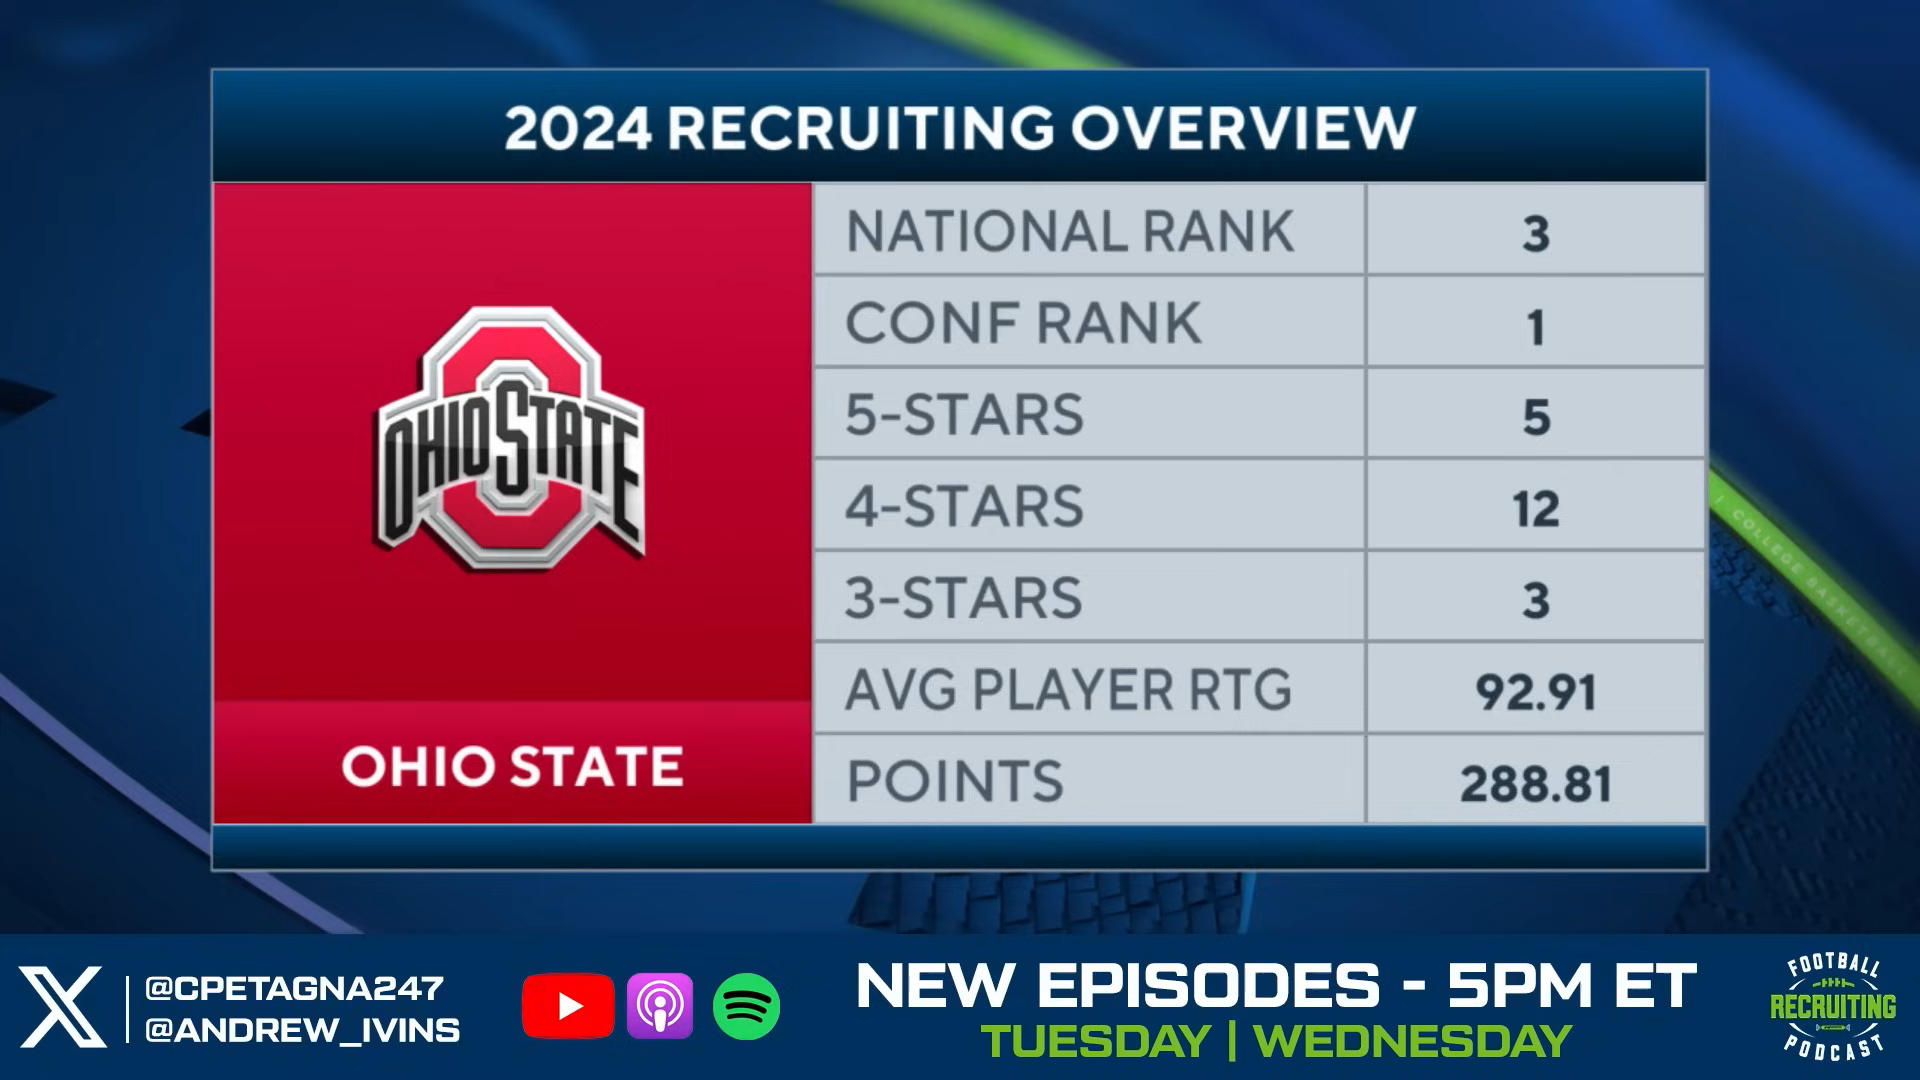 2024 RECRUITING OVERVIEW
NATIONAL RANK 3
CONF RANK 1
5-STARS 5
4-STARS 12
3-STARS 3
AVG PLAYER RTG 92.91
POINTS 288.81
OHIO STATE
OHIO STATE
COLLEGE BASKETBALL
@CPETAGNA247
@ANDREW_IVINS
NEW EPISODES - 5PM ET
TUESDAY | WEDNESDAY
FOOTBALL
RECRUITING
PODCAST